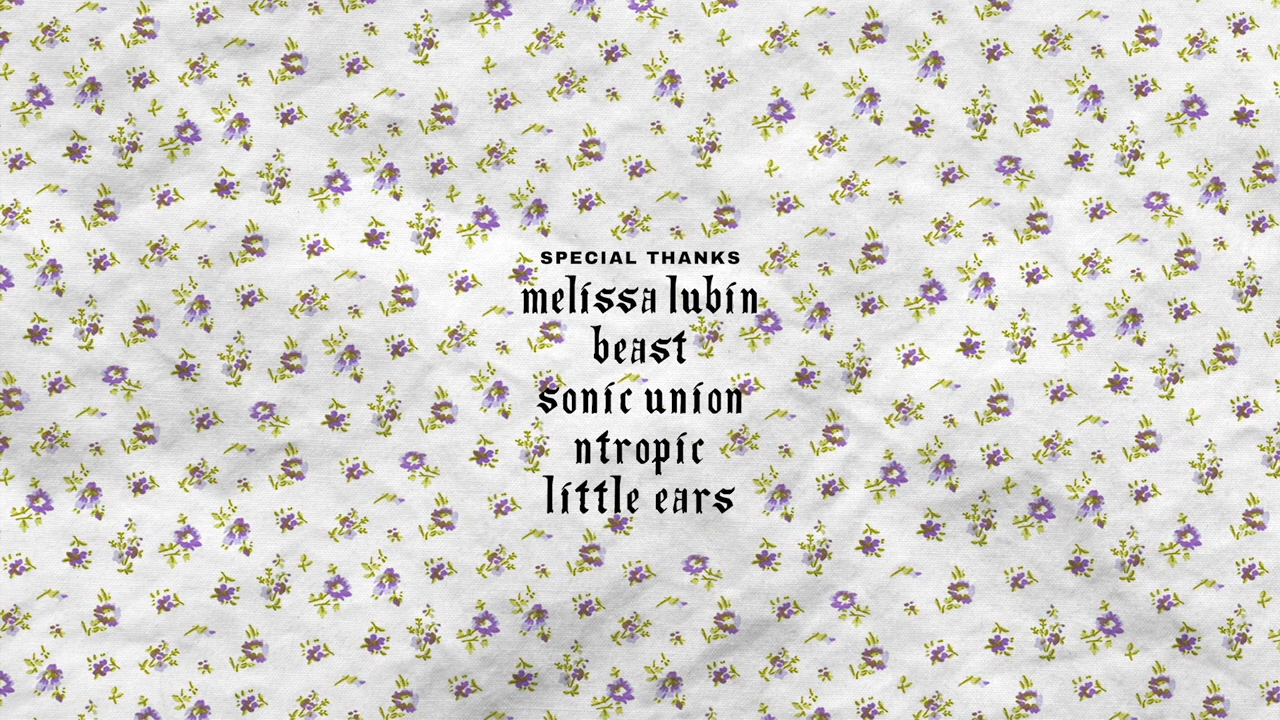 SPECIAL THANKS
melissa lubin
beast
sonic union
ntropic
little ears